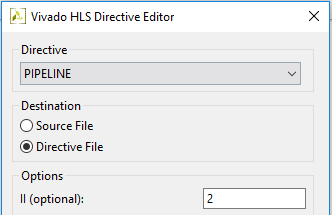 Vivado HLS Directive Editor
Directive
PIPELINE
Destination
Source File
Directive File
Options
II (optional): 2